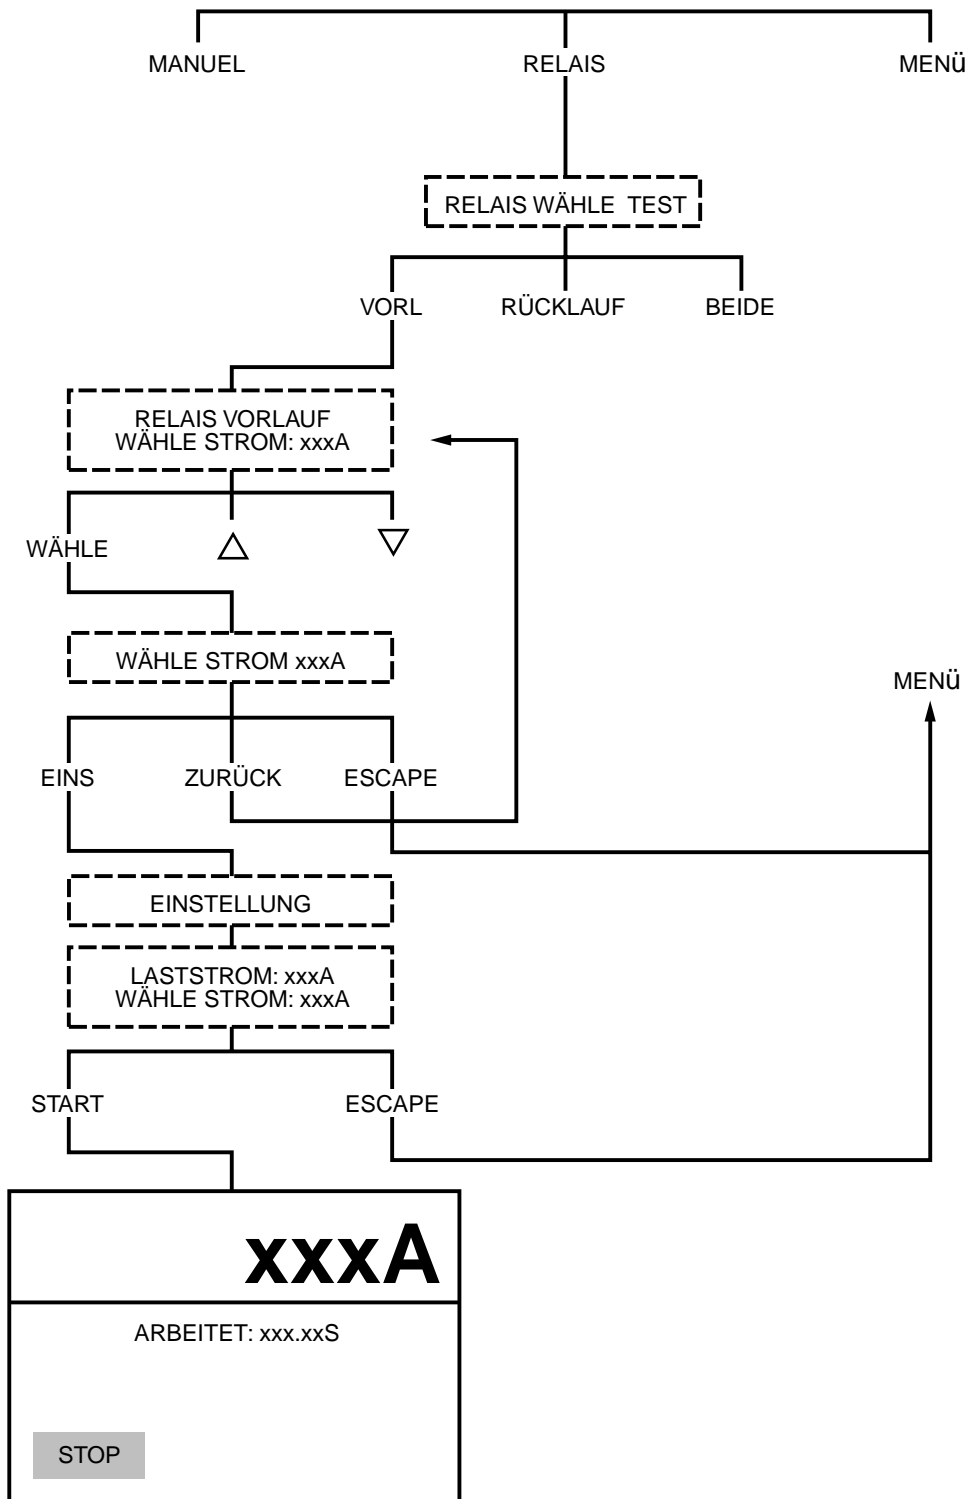 MANUEL RELAIS MENü
RELAIS WÄHLE TEST
VORL RÜCKLAUF BEIDE
RELAIS VORLAUF
WÄHLE STROM: xxxA
WÄHLE
WÄHLE STROM xxxA
MENü
EINS ZURÜCK ESCAPE
EINSTELLUNG
LASTSTROM: xxxA
WÄHLE STROM: xxxA
START ESCAPE
xxxA
ARBEITET: xxx.xxS
STOP